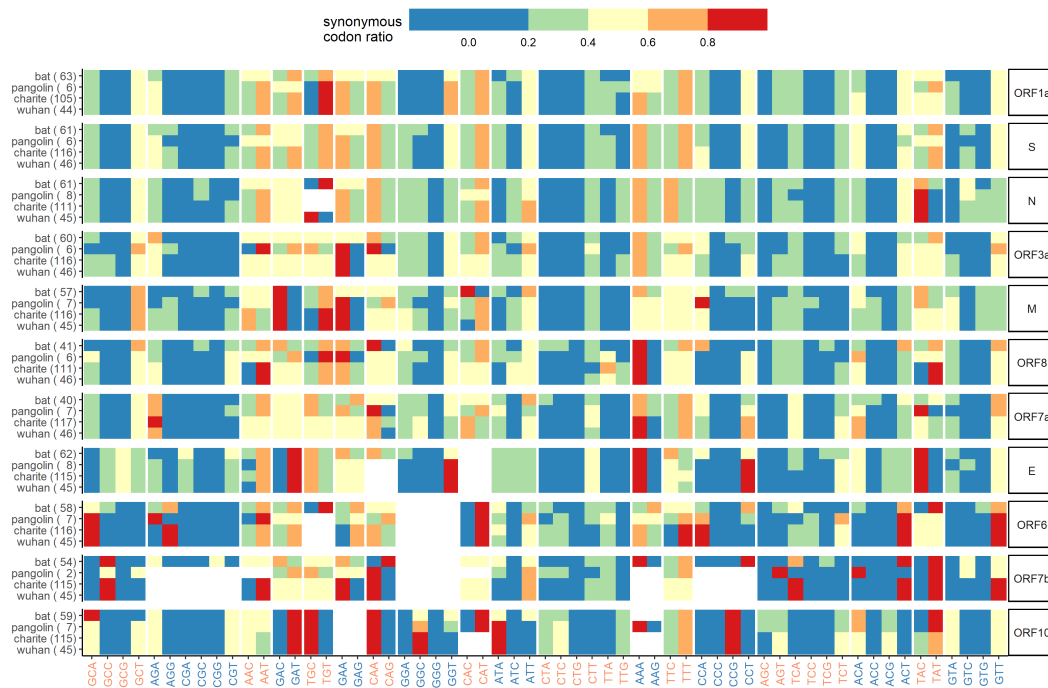 synonymous
codon ratio
0.0 0.2 0.4 0.6 0.8
bat ( 63)
pangolin ( 6)
charite (105)
wuhan ( 44)
ORF1a
bat ( 61)
pangolin ( 6)
charite (116)
wuhan ( 46)
S
bat ( 61)
pangolin ( 8)
charite (111)
wuhan ( 45)
N
bat ( 60)
pangolin ( 6)
charite (116)
wuhan ( 46)
ORF3a
bat ( 57)
pangolin ( 7)
charite (116)
wuhan ( 45)
M
bat ( 41)
pangolin ( 6)
charite (111)
wuhan ( 46)
ORF8
bat ( 40)
pangolin ( 7)
charite (117)
wuhan ( 46)
ORF7a
bat ( 62)
pangolin ( 8)
charite (115)
wuhan ( 45)
E
bat ( 58)
pangolin ( 7)
charite (116)
wuhan ( 45)
ORF6
bat ( 54)
pangolin ( 2)
charite (115)
wuhan ( 45)
ORF7b
bat ( 59)
pangolin ( 7)
charite (115)
wuhan ( 45)
ORF10
GCA GCC GCG GCT AGA AGG CGA CGC CGG CGT AAC AAT GAC GAT TGC TGT GAA GAG CAA CAG GGA GGC GGG GGT CAC CAT ATA ATC ATT CTA CTC CTG CTT TTA TTG AAA AAG TTC TTT CCA CCC CCG CCT AGC AGT TCA TCC TCG TCT ACA ACC ACG ACT TAC TAT GTA GTC GTG GTT